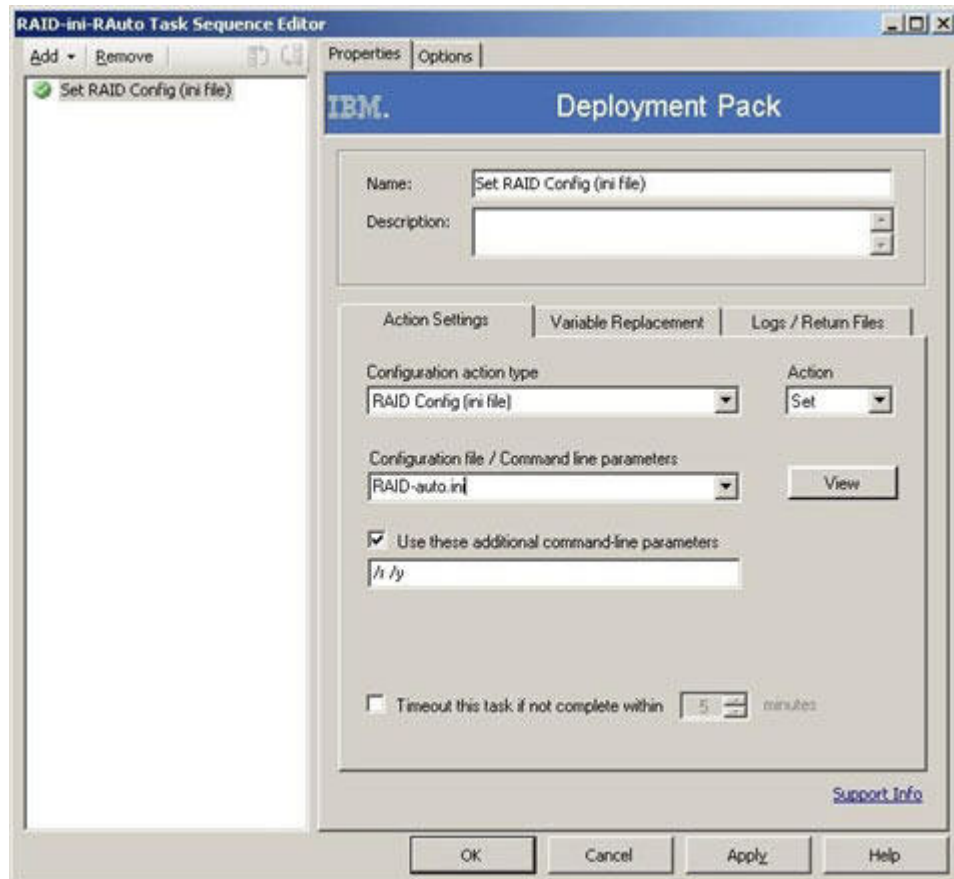 RAID-ini-RAuto Task Sequence Editor
Add Remove
Properties Options
Set RAID Config (ini file)
IBM. Deployment Pack
Name: Set RAID Config (ini file)
Description:
Action Settings Variable Replacement Logs / Return Files
Configuration action type Action
RAID Config (ini file) Set
Configuration file / Command line parameters
RAID-auto.ini View
Use these additional command-line parameters
/r /y
Timeout this task if not complete within 5 minutes
Support Info
OK Cancel Apply Help